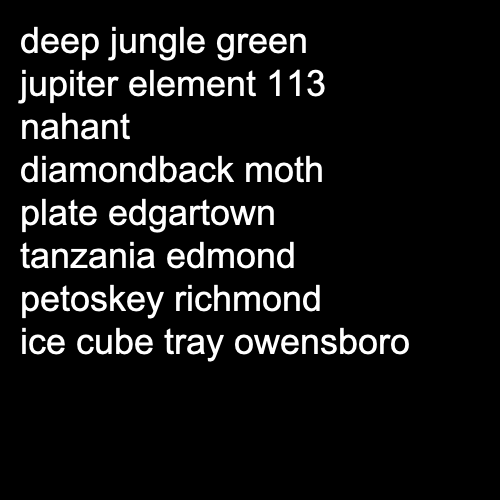 deep jungle green
jupiter element 113
nahant
diamondback moth
plate edgartown
tanzania edmond
petoskey richmond
ice cube tray owensboro